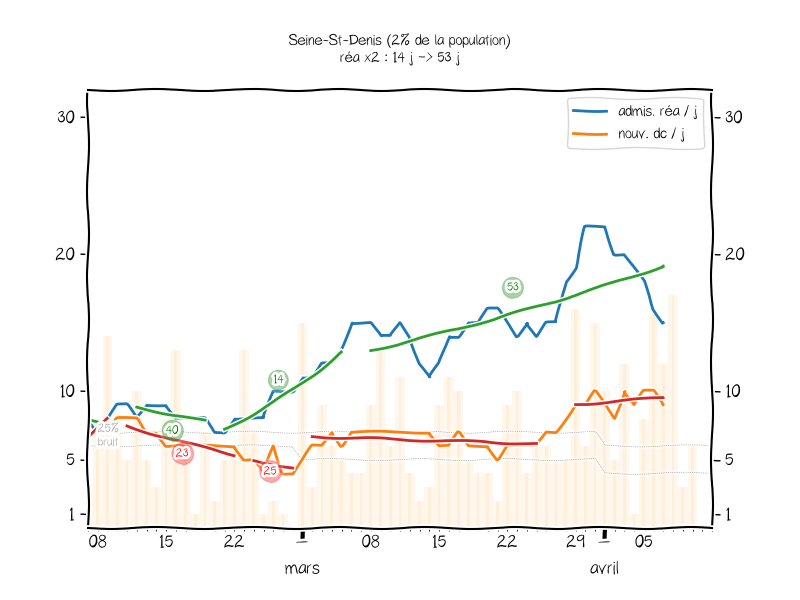 Seine-St-Denis (2% de la population)
réa x2 : 14 j -> 53 j
admis. réa / j
nouv. dc / j
30
30
20
20
53
14
10
10
40
25%
bruit
23
25
5
5
1
1
08 15 22 1 08 15 22 29 1 05
mars avril